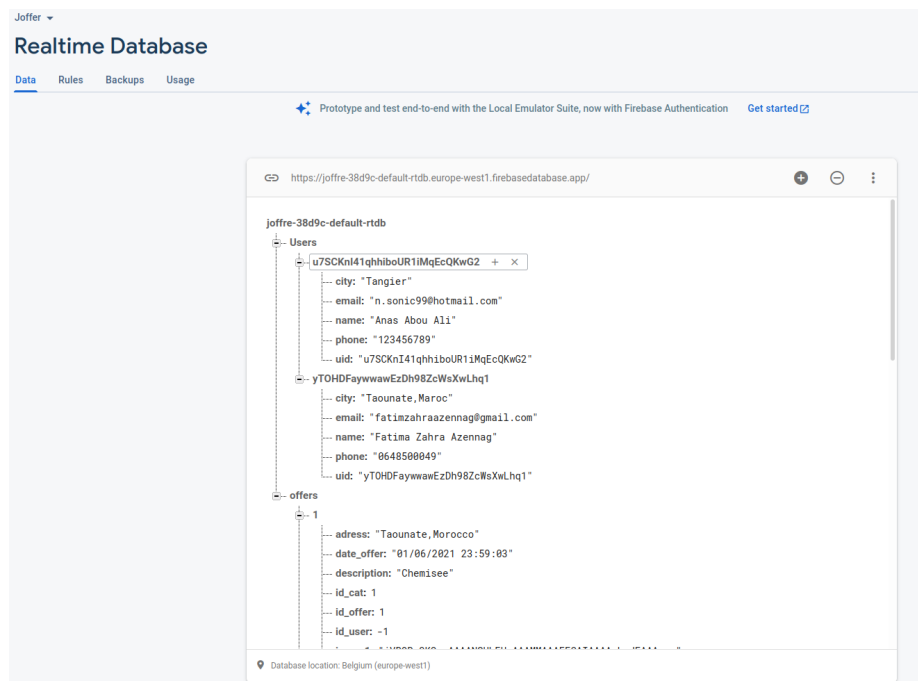 Joffer
Realtime Database
Data Rules Backups Usage
Prototype and test end-to-end with the Local Emulator Suite, now with Firebase Authentication Get started
https://joffre-38d9c-default-rtdb.europe-west1.firebasedatabase.app/
joffre-38d9c-default-rtdb
Users
u7SCKnI41qhhiboUR1iMqEcQKwG2 + ×
city: "Tangier"
email: "n.sonic99@hotmail.com"
name: "Anas Abou Ali"
phone: "123456789"
uid: "u7SCKnI41qhhiboUR1iMqEcQKwG2"
yTOHDFaywwawEzDh98ZcWsXwLhq1
city: "Taounate,Maroc"
email: "fatimzahraazennag@gmail.com"
name: "Fatima Zahra Azennag"
phone: "0648500049"
uid: "yTOHDFaywwawEzDh98ZcWsXwLhq1"
offers
1
adress: "Taounate,Morocco"
date_offer: "01/06/2021 23:59:03"
description: "Chemisee"
id_cat: 1
id_offer: 1
id_user: -1
Database location: Belgium (europe-west1)